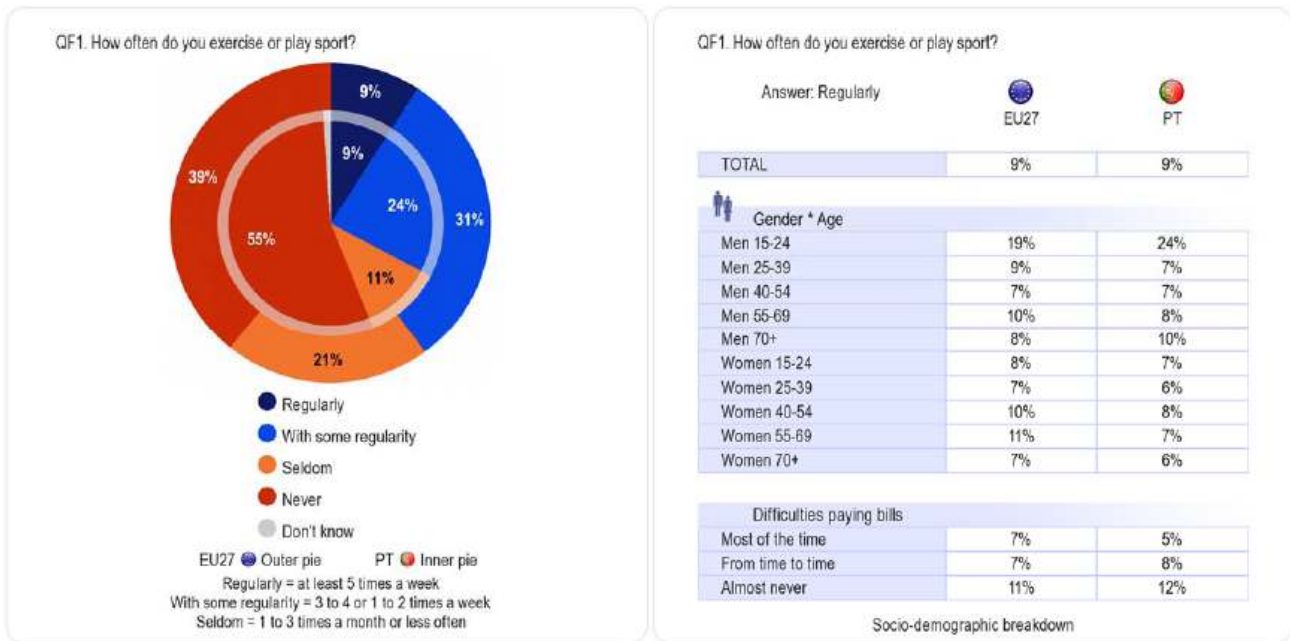 QF1. How often do you exercise or play sport?
9%
9%
39%
24%
31%
55%
11%
21%
Regularly
With some regularity
Seldom
Never
Don't know
EU27 Outer pie PT Inner pie
Regularly = at least 5 times a week
With some regularity = 3 to 4 or 1 to 2 times a week
Seldom = 1 to 3 times a month or less often
QF1. How often do you exercise or play sport?
Answer: Regularly
EU27 PT
TOTAL 9% 9%
Gender * Age
Men 15-24 19% 24%
Men 25-39 9% 7%
Men 40-54 7% 7%
Men 55-69 10% 8%
Men 70+ 8% 10%
Women 15-24 8% 7%
Women 25-39 7% 6%
Women 40-54 10% 8%
Women 55-69 11% 7%
Women 70+ 7% 6%
Difficulties paying bills
Most of the time 7% 5%
From time to time 7% 8%
Almost never 11% 12%
Socio-demographic breakdown